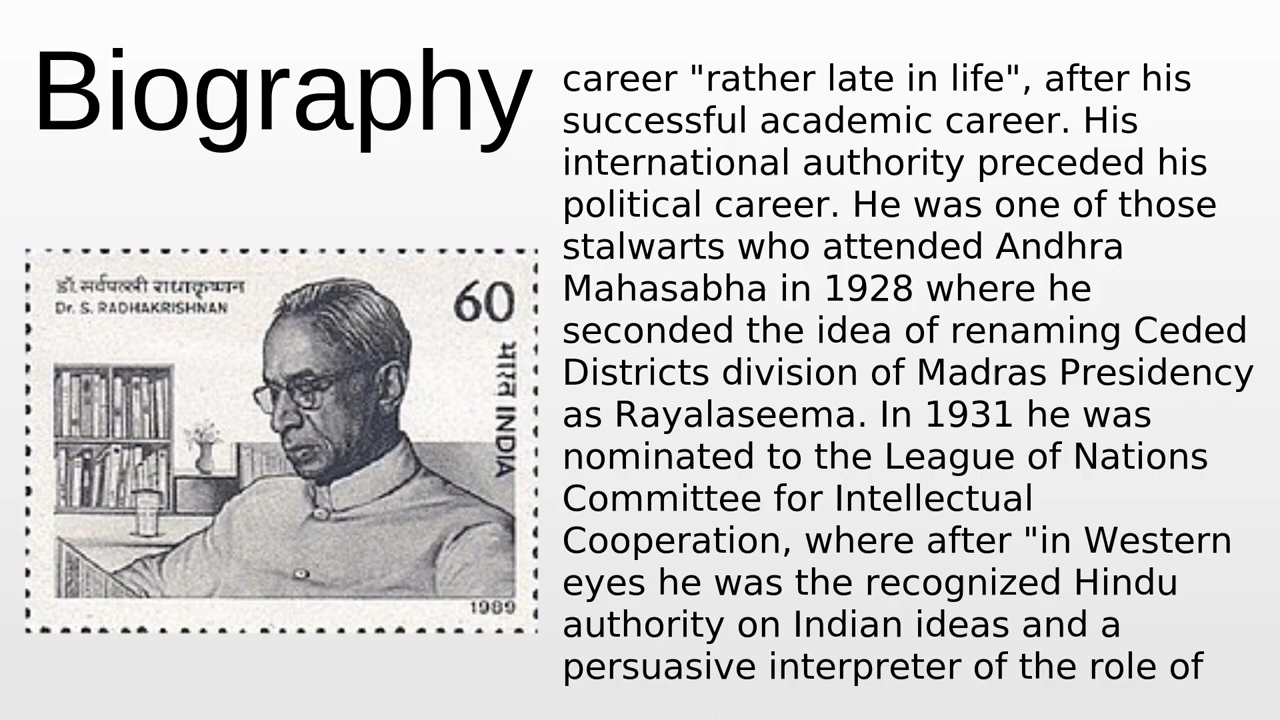 Biography
डॉ. सर्वपल्ली राधाकृष्णन
Dr. S. RADHAKRISHNAN
60
भारत INDIA
1989
career "rather late in life", after his
successful academic career. His
international authority preceded his
political career. He was one of those
stalwarts who attended Andhra
Mahasabha in 1928 where he
seconded the idea of renaming Ceded
Districts division of Madras Presidency
as Rayalaseema. In 1931 he was
nominated to the League of Nations
Committee for Intellectual
Cooperation, where after "in Western
eyes he was the recognized Hindu
authority on Indian ideas and a
persuasive interpreter of the role of